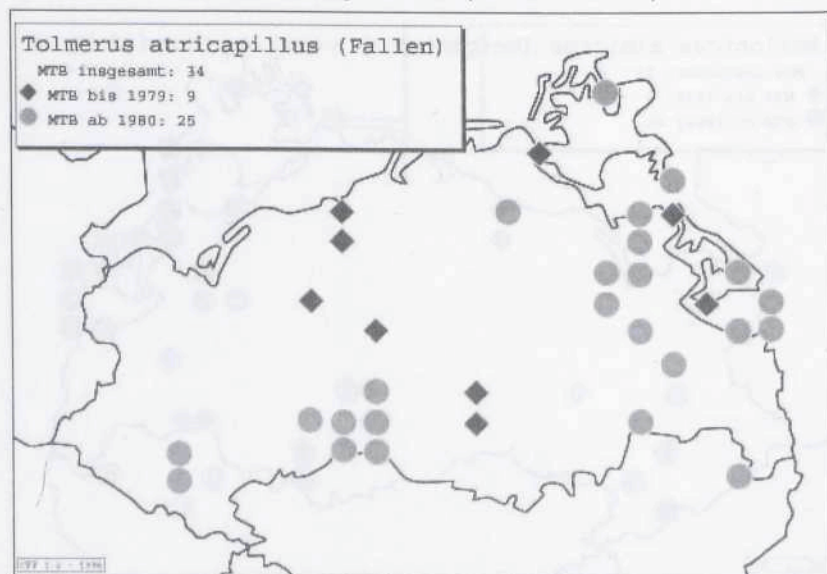 Tolmerus atricapillus (Fallen)
MTB insgesamt: 34
MTB bis 1979: 9
MTB ab 1980: 25